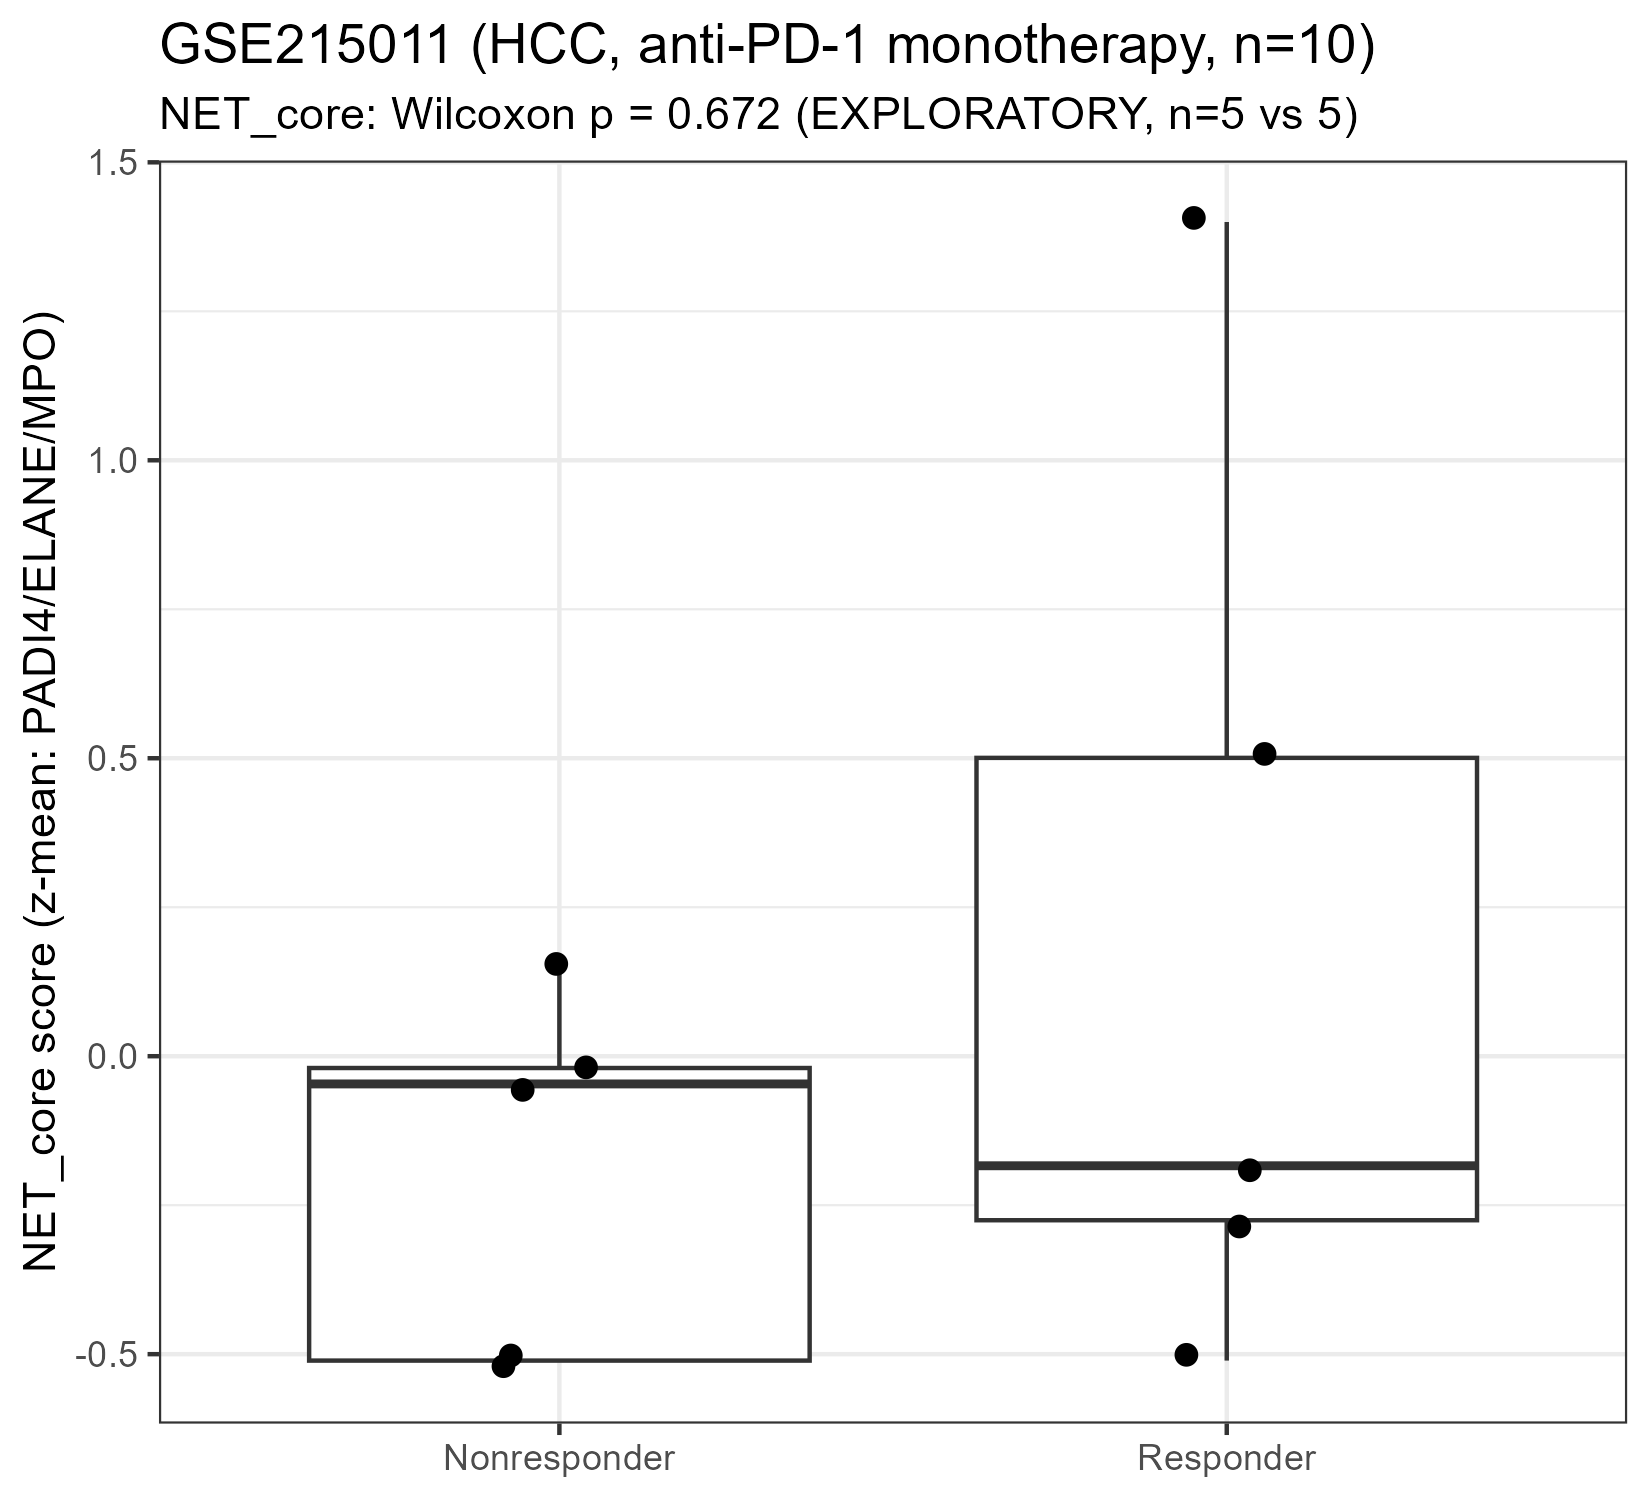 GSE215011 (HCC, anti-PD-1 monotherapy, n=10)
NET_core: Wilcoxon p = 0.672 (EXPLORATORY, n=5 vs 5)
NET_core score (z-mean: PADI4/ELANE/MPO)
1.5
1.0
0.5
0.0
-0.5
Nonresponder
Responder